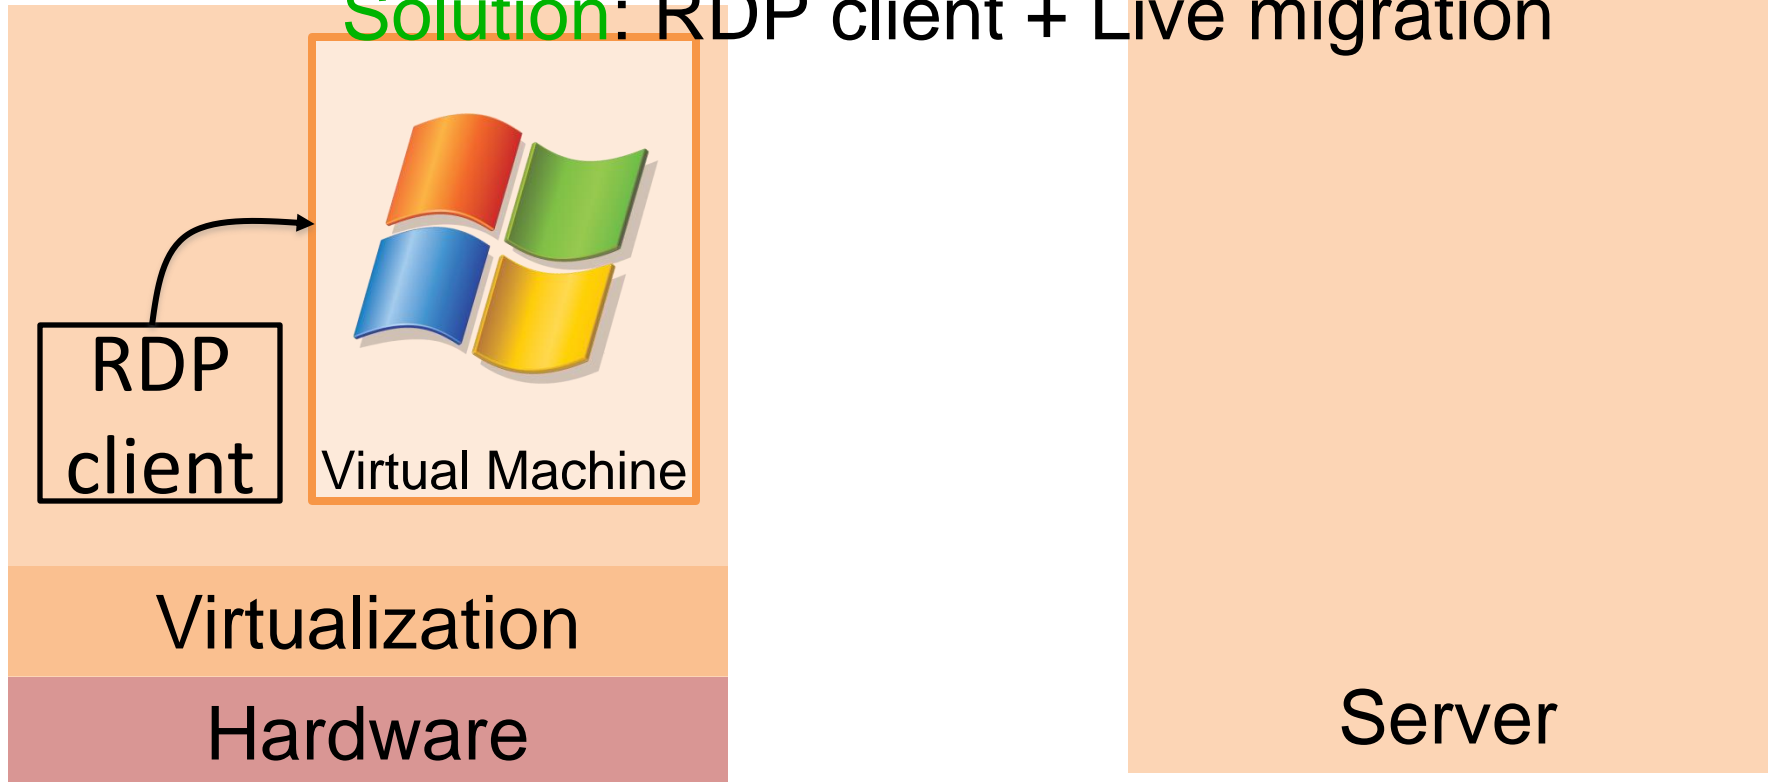 Solution: RDP client + Live migration
RDP
client
Virtual Machine
Virtualization
Hardware
Server